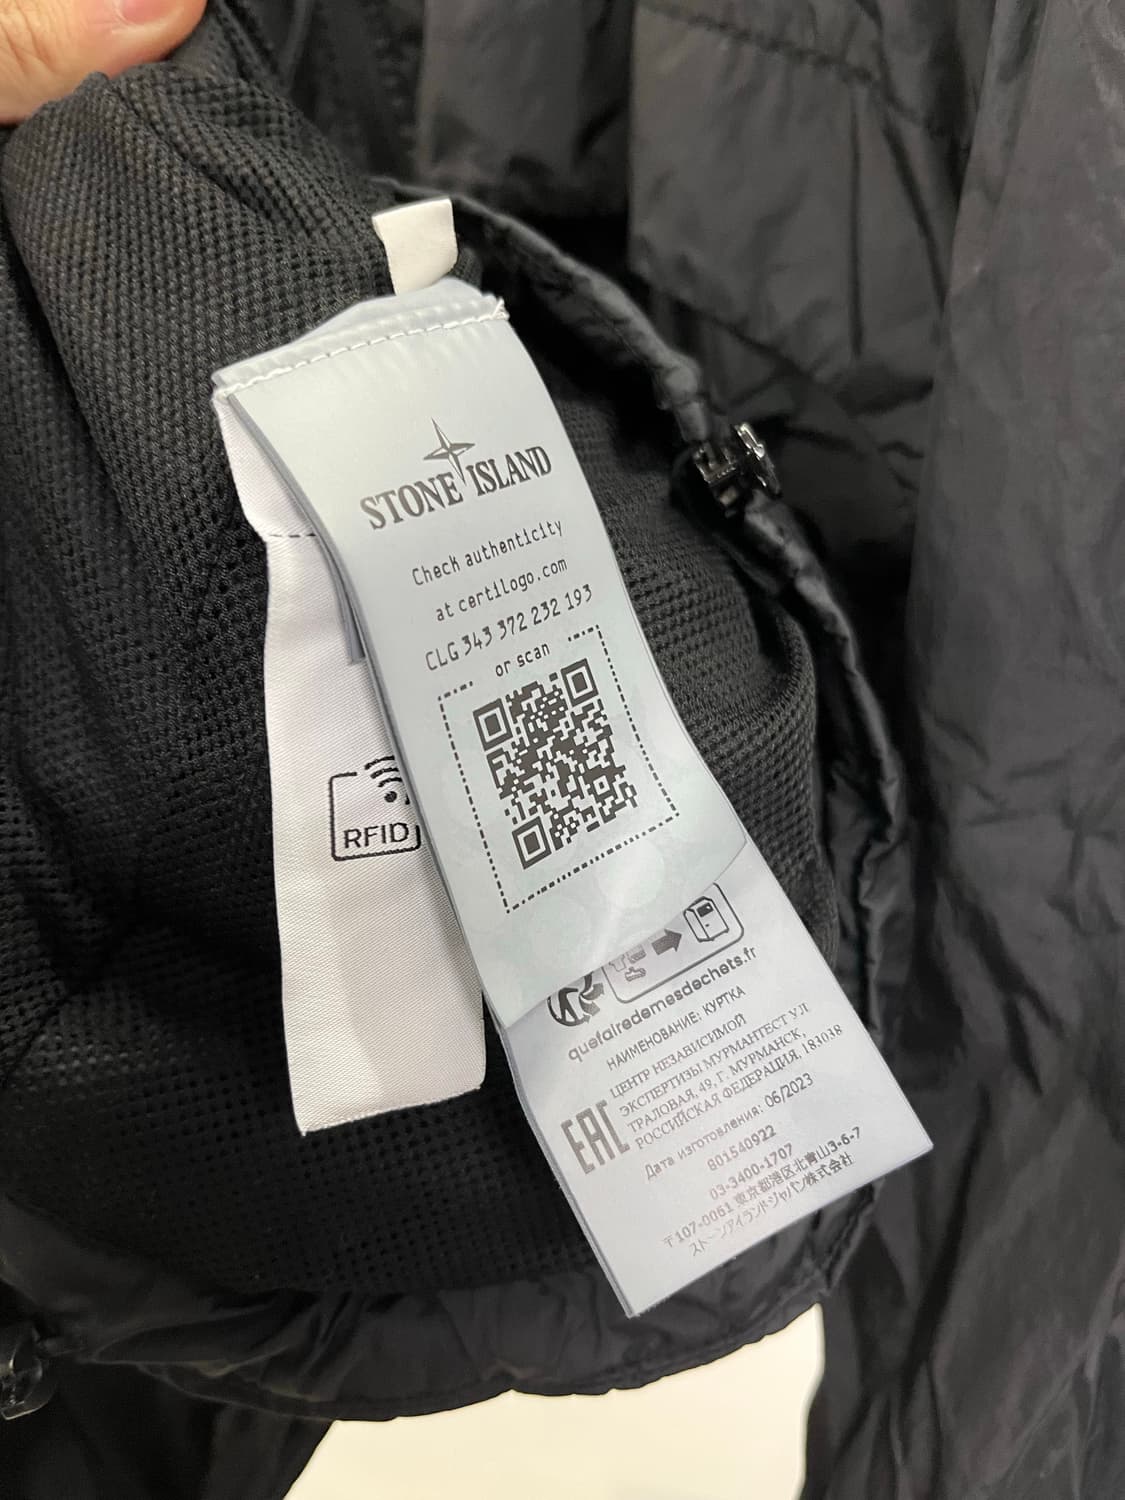 STONE ISLAND
Check authenticity
at certilogo.com
CLG 343 372 232 193
or scan
RFID
quefairedemesdechets.fr
НАИМЕНОВАНИЕ: КУРТКА
ЦЕНТР НЕЗАВИСИМОЙ
ЭКСПЕРТИЗЫ МУРМАНТЕСТ УЛ
ТРАЛОВАЯ, 49, Г. МУРМАНСК,
РОССИЙСКАЯ ФЕДЕРАЦИЯ, 183038
EAC
Дата изготовления: 06/2023
801540922
03-3400-1707
〒107-0061 東京都港区北青山3-6-7
ストーンアイランドジャパン株式会社